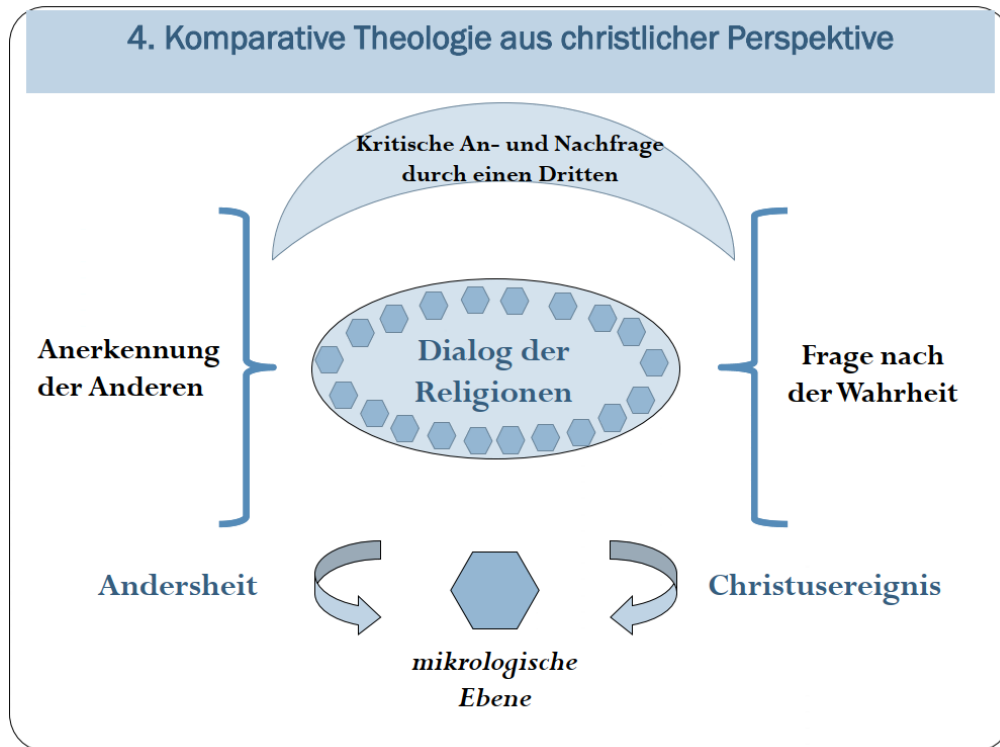 4. Komparative Theologie aus christlicher Perspektive
Kritische An- und Nachfrage
durch einen Dritten
Anerkennung
der Anderen
Dialog der
Religionen
Frage nach
der Wahrheit
Andersheit
Christusereignis
mikrologische
Ebene